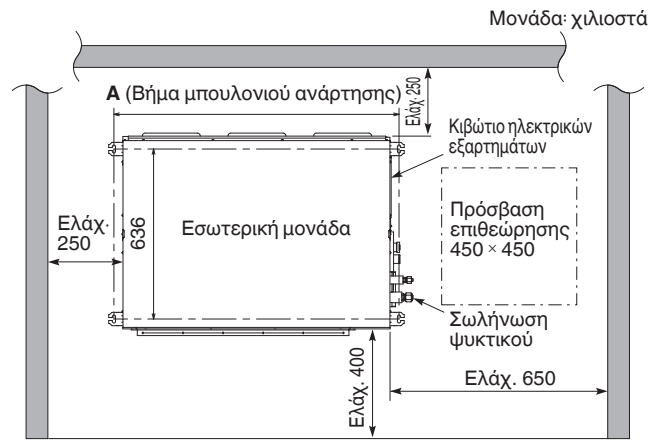 Μονάδα: χιλιοστά
A (Βήμα μπουλονιού ανάρτησης)
Ελάχ. 250
Κιβώτιο ηλεκτρικών
εξαρτημάτων
Ελάχ.
250
636
Εσωτερική μονάδα
Πρόσβαση
επιθεώρησης
450 × 450
Σωλήνωση
ψυκτικού
Ελάχ. 400
Ελάχ. 650